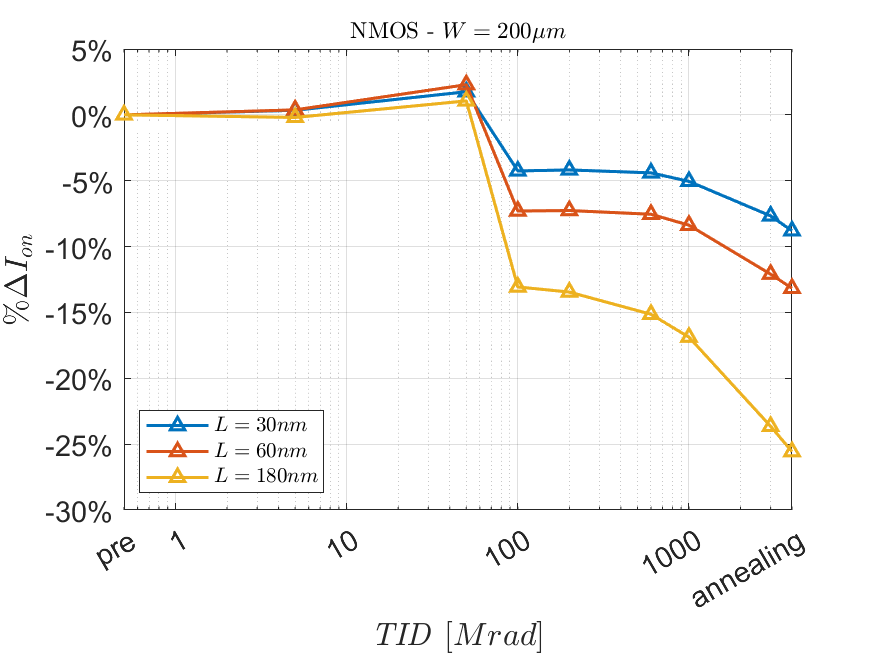 NMOS - W = 200μm
5%
0%
-5%
-10%
-15%
-20%
-25%
-30%
%ΔIon
L = 30nm
L = 60nm
L = 180nm
pre 1 10 100 1000 annealing
TID [Mrad]